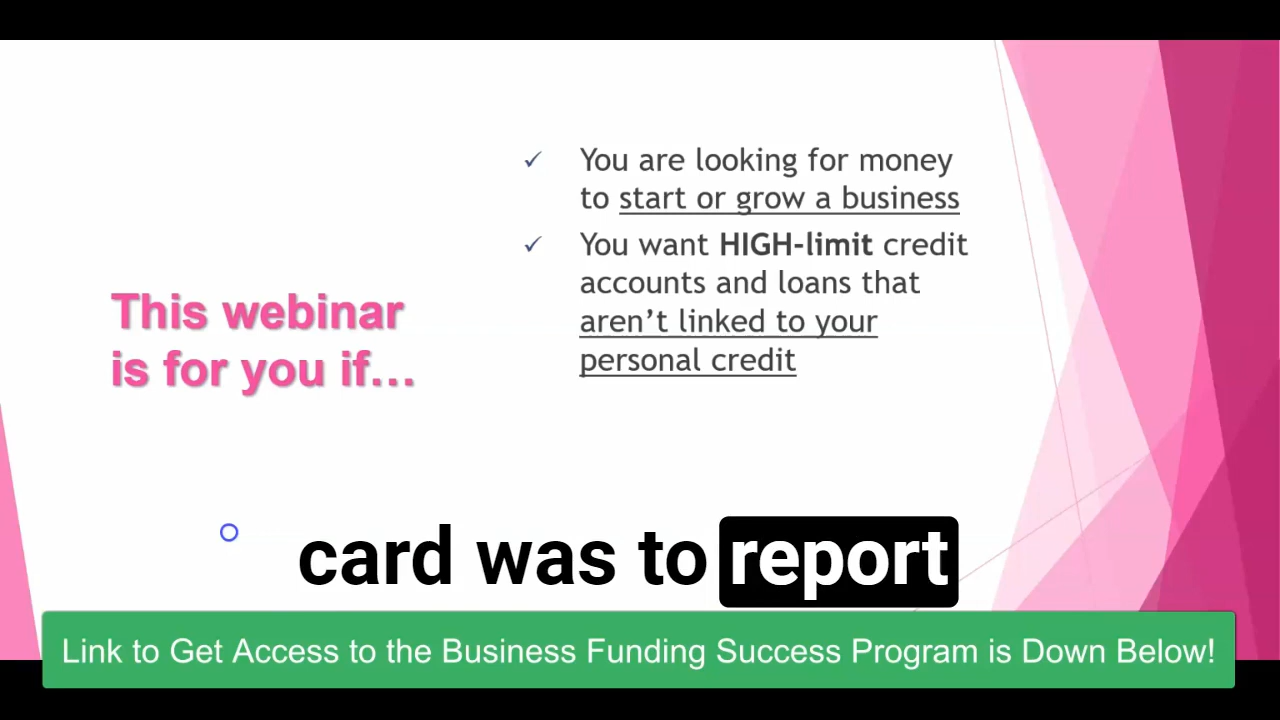 This webinar
is for you if...
✓ You are looking for money
to start or grow a business
✓ You want HIGH-limit credit
accounts and loans that
aren't linked to your
personal credit
card was to report
Link to Get Access to the Business Funding Success Program is Down Below!